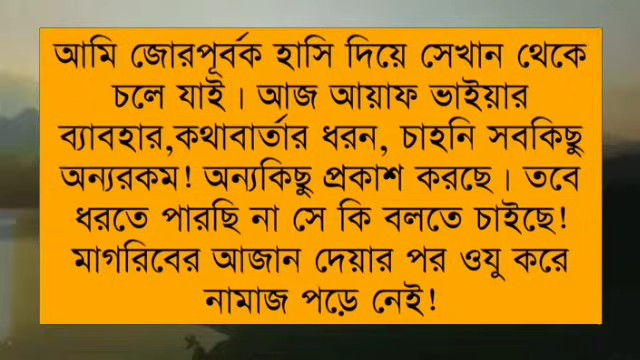 আমি জোরপূর্বক হাসি দিয়ে সেখান থেকে
চলে যাই। আজ আয়াফ ভাইয়ার
ব্যাবহার,কথাবার্তার ধরন, চাহনি সবকিছু
অন্যরকম! অন্যকিছু প্রকাশ করছে। তবে
ধরতে পারছি না সে কি বলতে চাইছে!
মাগরিবের আজান দেয়ার পর ওযু করে
নামাজ পড়ে নেই!